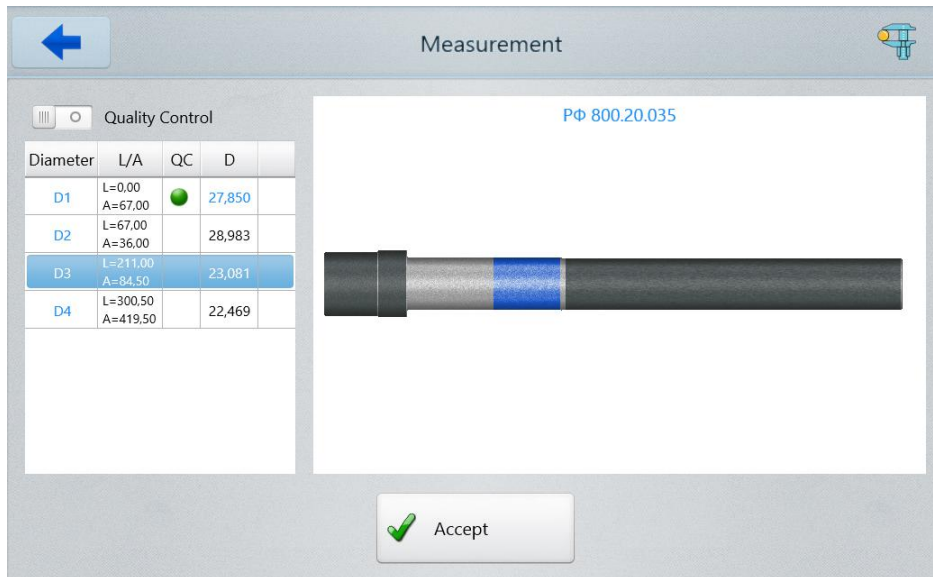 Measurement
Quality Control
РФ 800.20.035
Diameter L/A QC D
D1 L=0,00 27,850
A=67,00
D2 L=67,00 28,983
A=36,00
D3 L=211,00 23,081
A=84,50
D4 L=300,50 22,469
A=419,50
Accept